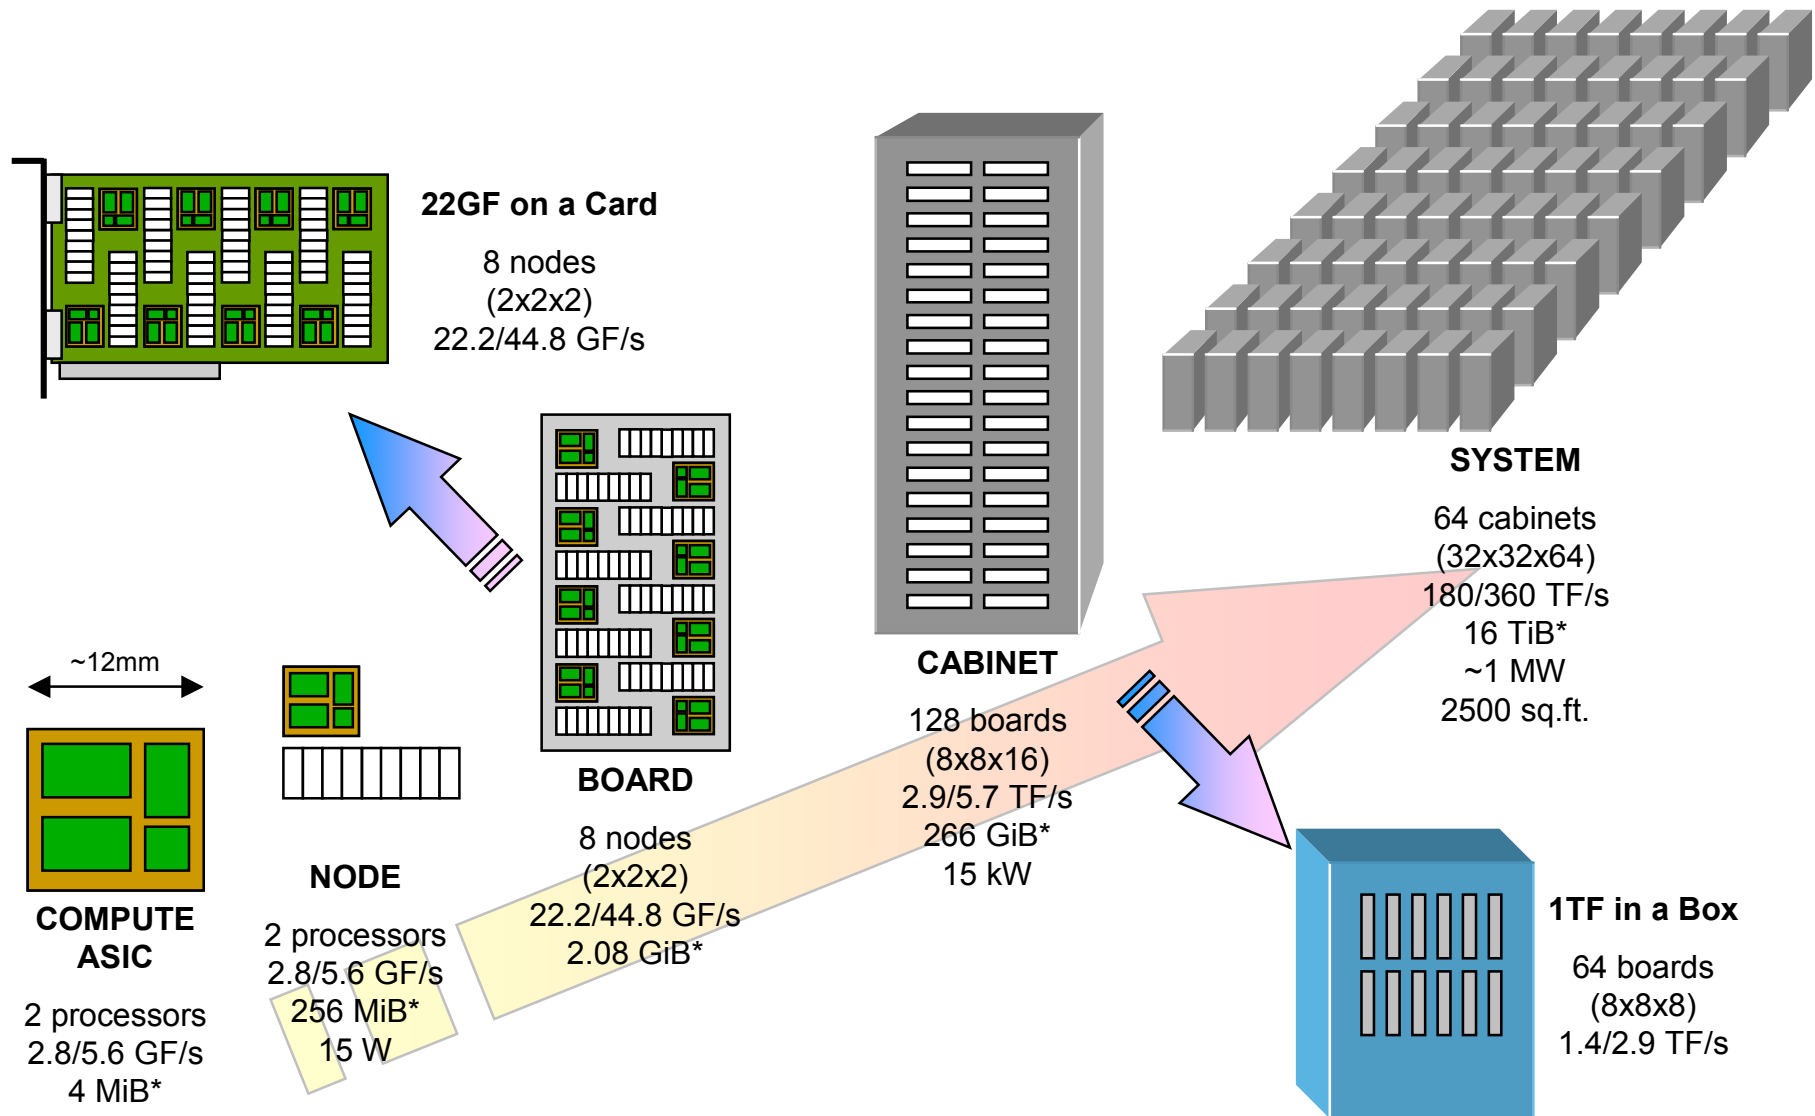 22GF on a Card
8 nodes
(2x2x2)
22.2/44.8 GF/s
~12mm
COMPUTE
ASIC
2 processors
2.8/5.6 GF/s
4 MiB*
NODE
2 processors
2.8/5.6 GF/s
256 MiB*
15 W
BOARD
8 nodes
(2x2x2)
22.2/44.8 GF/s
2.08 GiB*
CABINET
128 boards
(8x8x16)
2.9/5.7 TF/s
266 GiB*
15 kW
SYSTEM
64 cabinets
(32x32x64)
180/360 TF/s
16 TiB*
~1 MW
2500 sq.ft.
1TF in a Box
64 boards
(8x8x8)
1.4/2.9 TF/s